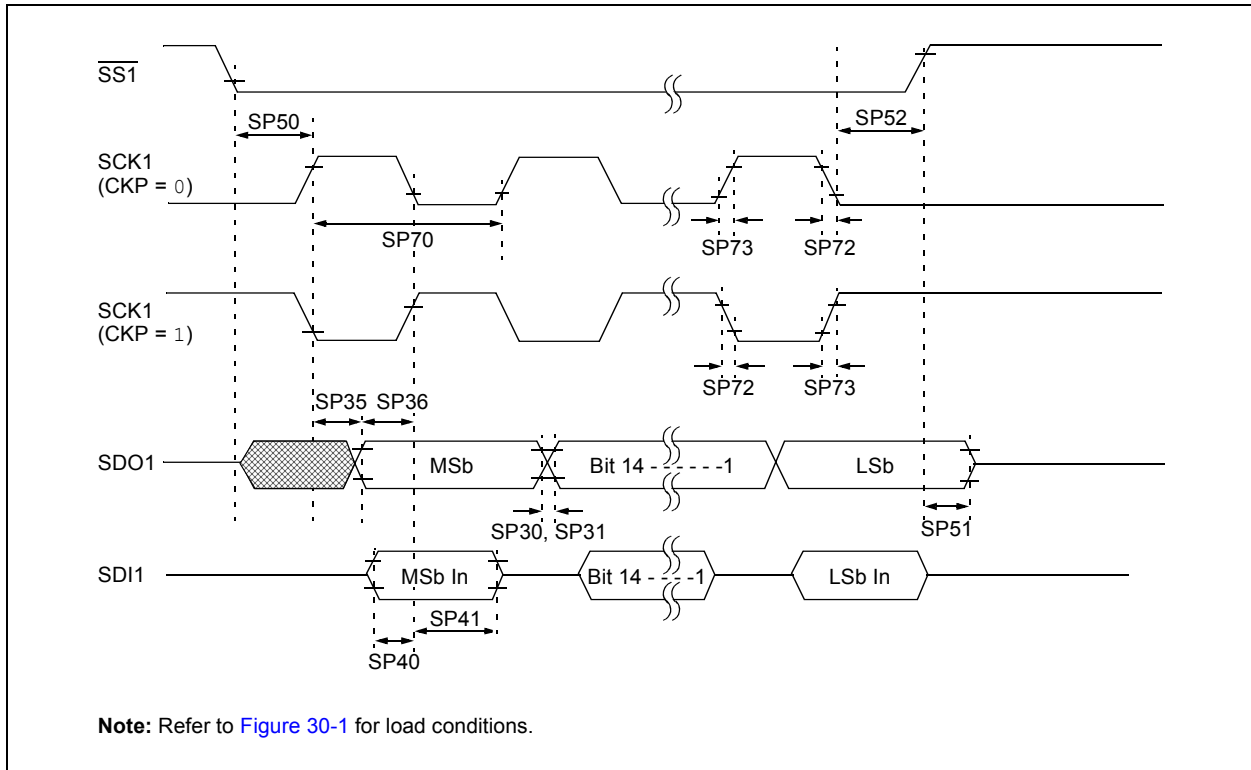 SS1
SP50
SP52
SCK1
(CKP = 0)
SP70
SP73
SP72
SCK1
(CKP = 1)
SP72
SP73
SP35
SP36
SDO1
MSb
Bit 14 - - - - - - -1
LSb
SP30, SP31
SP51
SDI1
MSb In
Bit 14 - - - - -1
LSb In
SP41
SP40
Note: Refer to Figure 30-1 for load conditions.